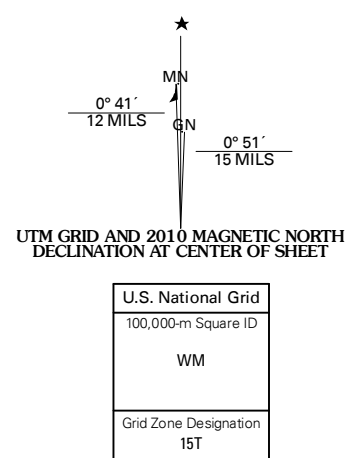 ★
MN
0° 41´
12 MILS
GN
0° 51´
15 MILS
UTM GRID AND 2010 MAGNETIC NORTH
DECLINATION AT CENTER OF SHEET
U.S. National Grid
100,000-m Square ID
WM
Grid Zone Designation
15T